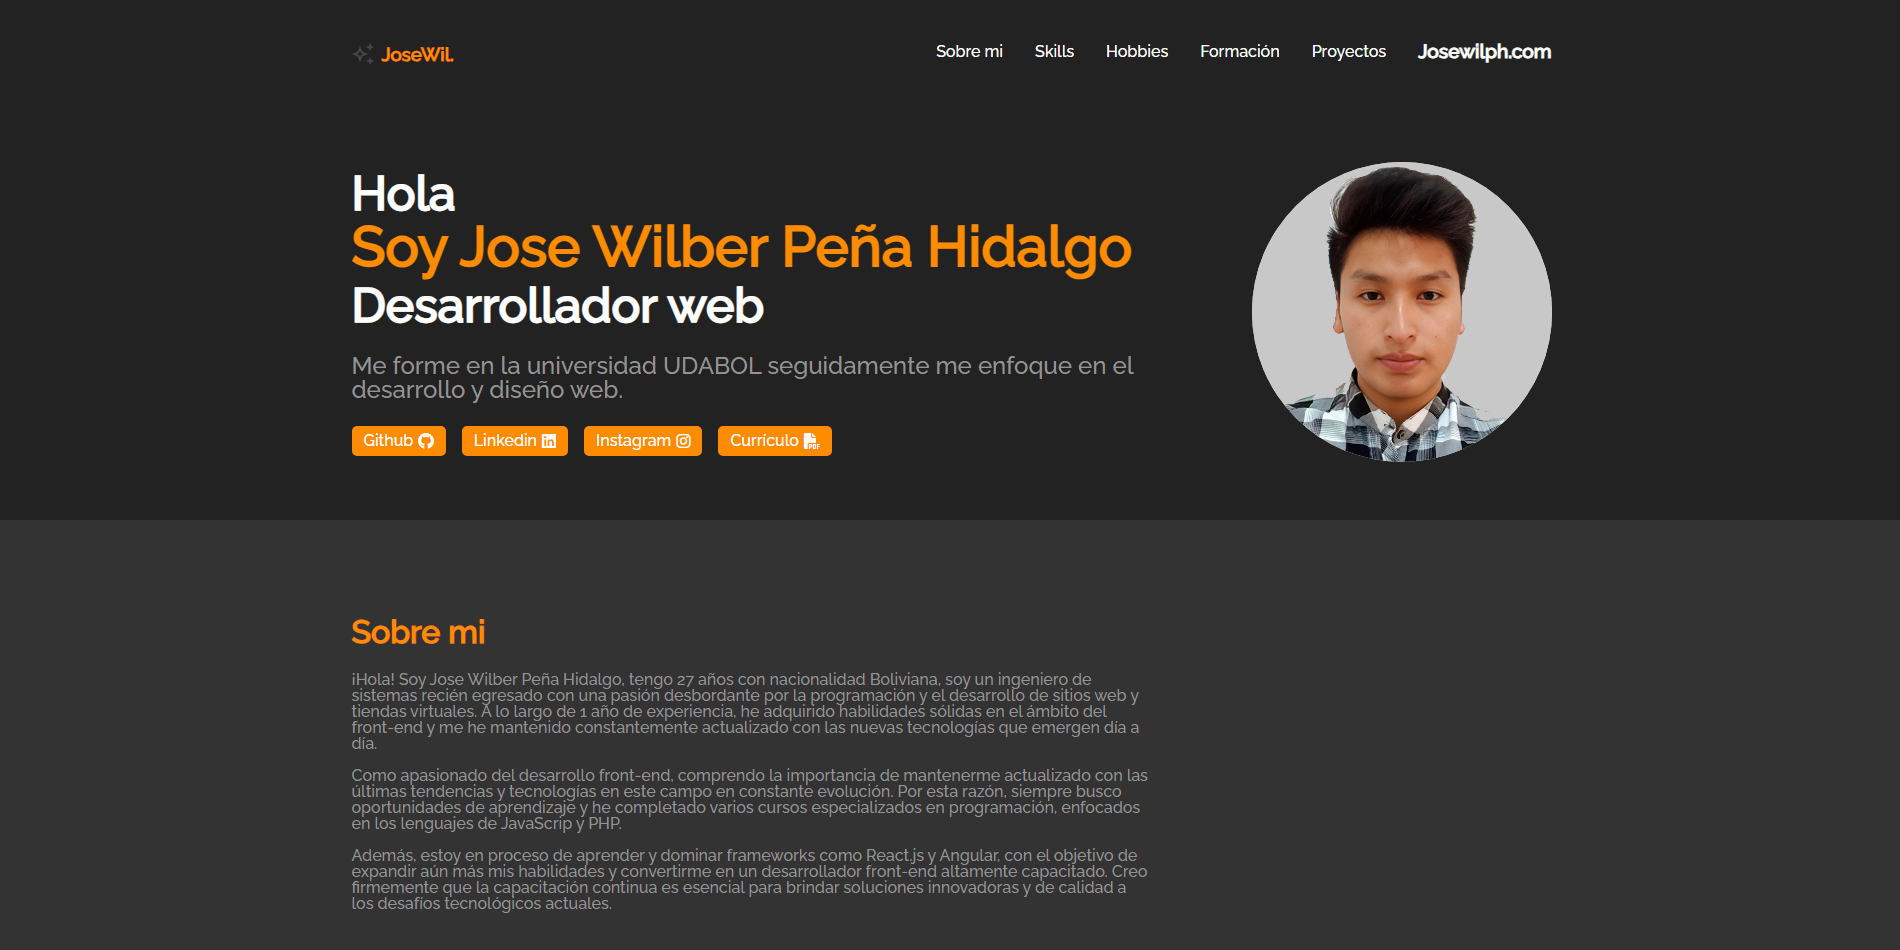 JoseWil.
Sobre mi
Skills
Hobbies
Formación
Proyectos
Josewilph.com
Hola
Soy Jose Wilber Peña Hidalgo
Desarrollador web
Me forme en la universidad UDABOL seguidamente me enfoque en el
desarrollo y diseño web.
Github
Linkedin
Instagram
Currículo
PDF
Sobre mi
¡Hola! Soy Jose Wilber Peña Hidalgo, tengo 27 años con nacionalidad Boliviana, soy un ingeniero de
sistemas recién egresado con una pasión desbordante por la programación y el desarrollo de sitios web y
tiendas virtuales. A lo largo de 1 año de experiencia, he adquirido habilidades sólidas en el ámbito del
front-end y me he mantenido constantemente actualizado con las nuevas tecnologías que emergen día a
día.
Como apasionado del desarrollo front-end, comprendo la importancia de mantenerme actualizado con las
últimas tendencias y tecnologías en este campo en constante evolución. Por esta razón, siempre busco
oportunidades de aprendizaje y he completado varios cursos especializados en programación, enfocados
en los lenguajes de JavaScrip y PHP.
Además, estoy en proceso de aprender y dominar frameworks como React.js y Angular, con el objetivo de
expandir aún más mis habilidades y convertirme en un desarrollador front-end altamente capacitado. Creo
firmemente que la capacitación continua es esencial para brindar soluciones innovadoras y de calidad a
los desafíos tecnológicos actuales.